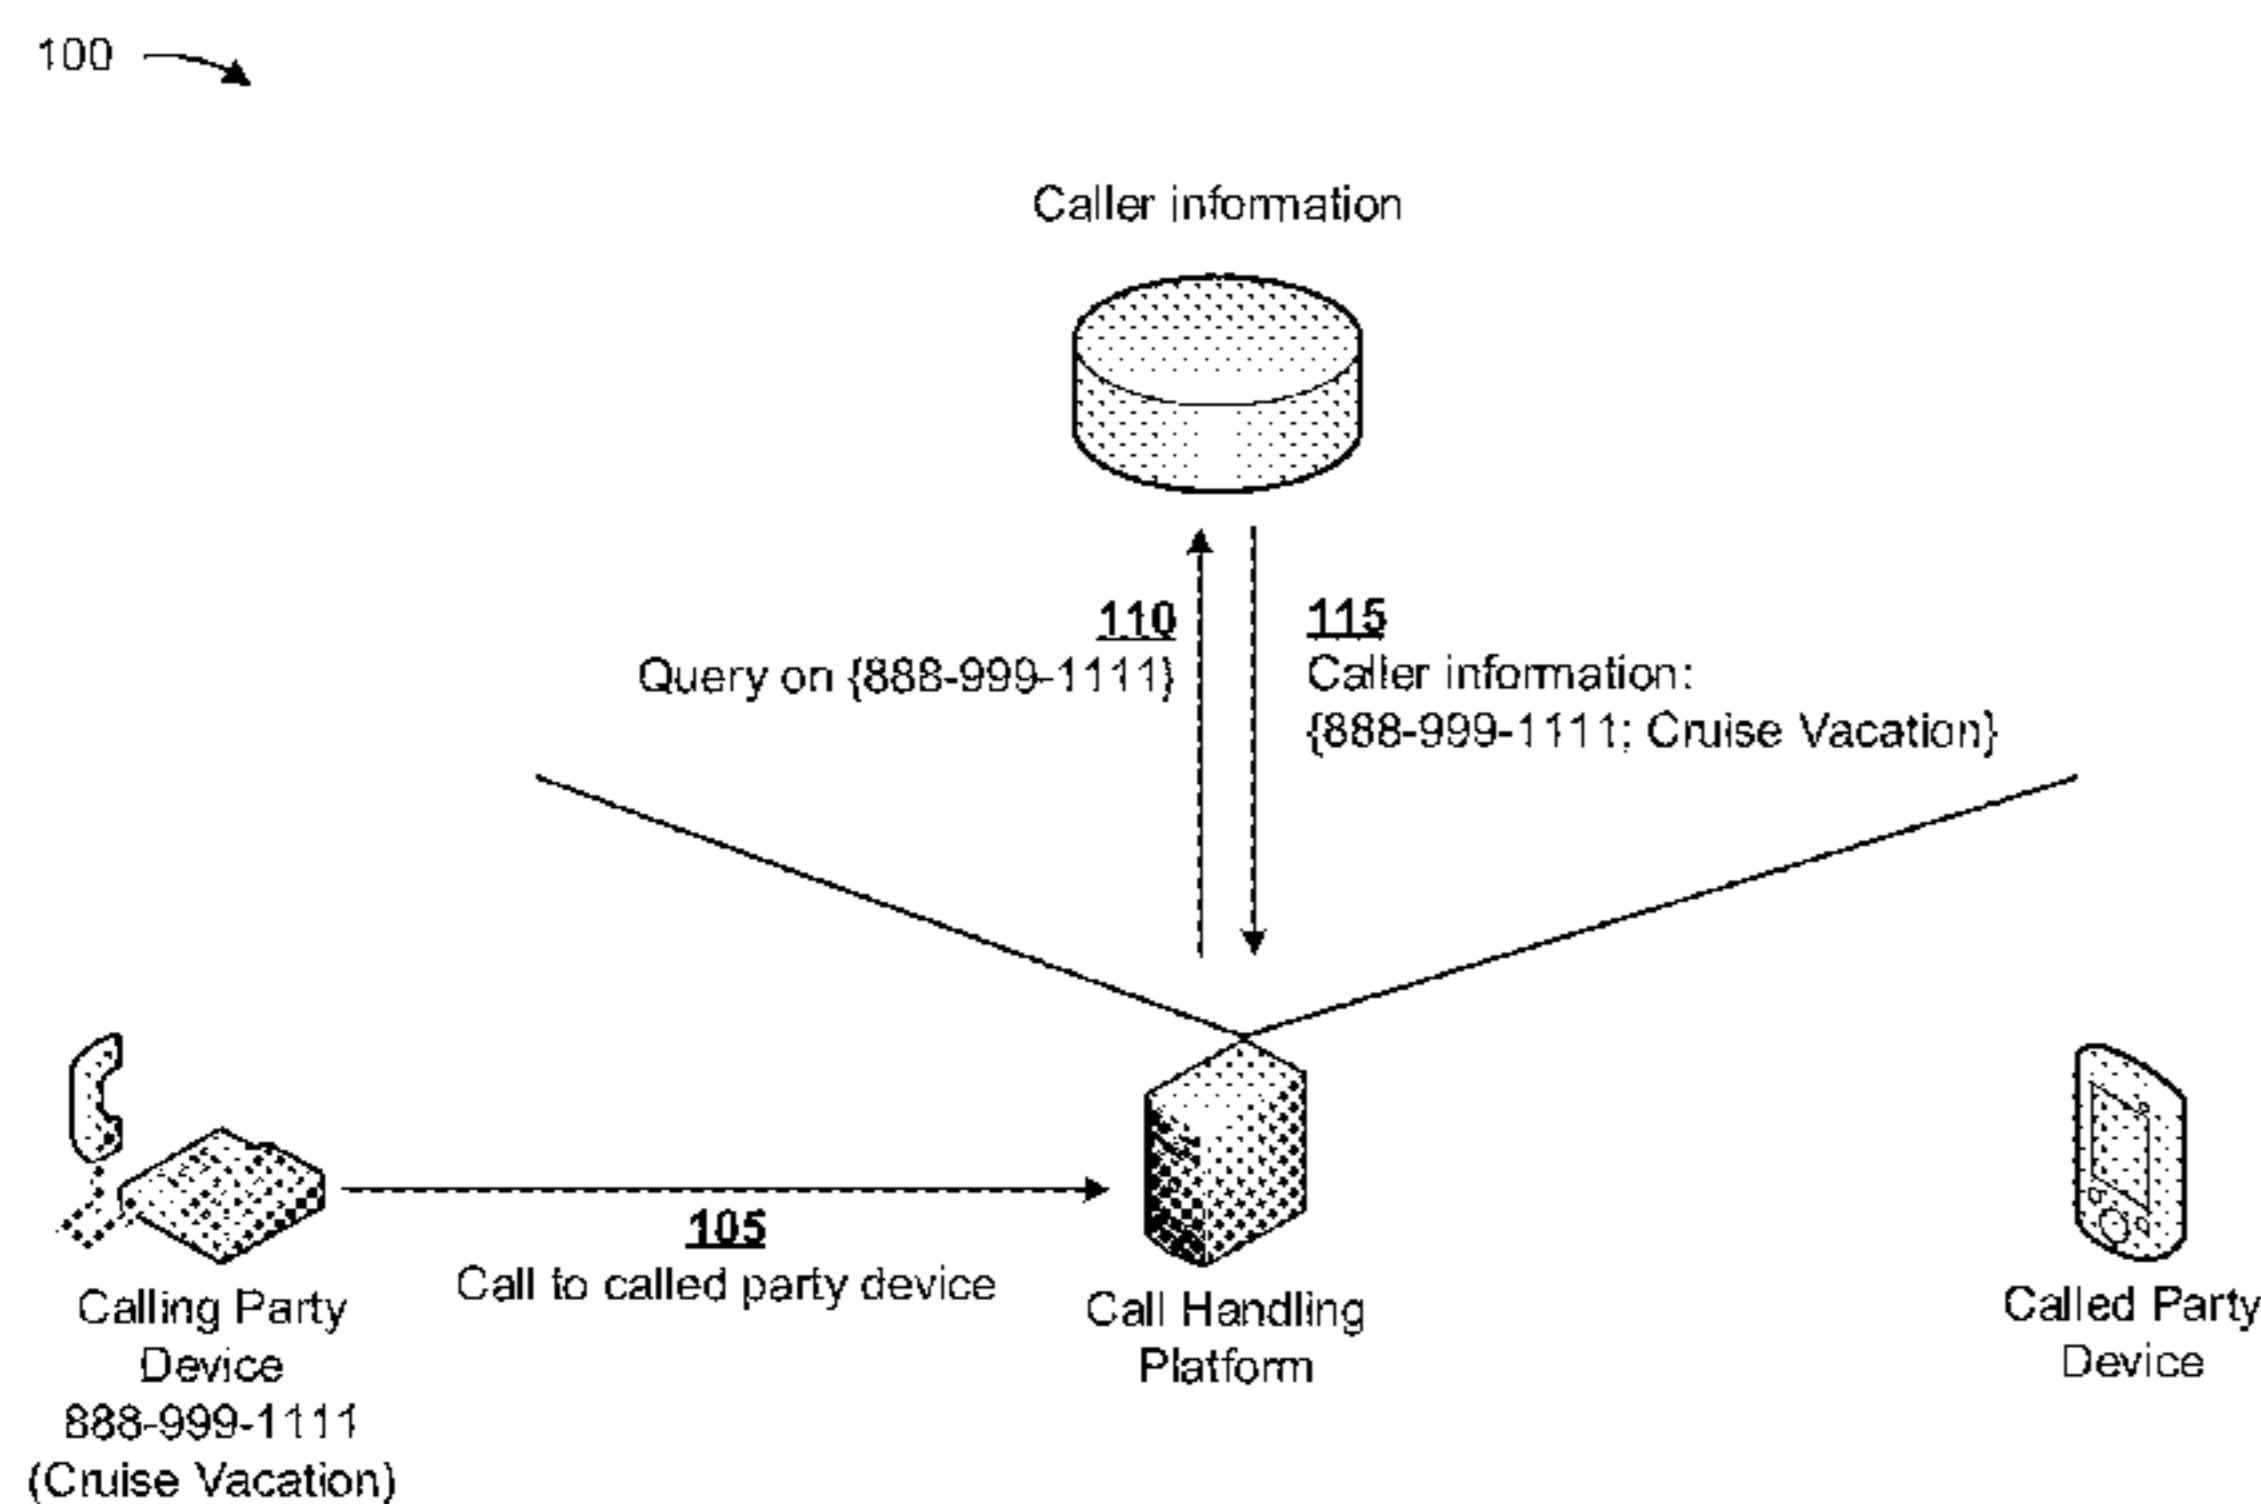 100
Caller information
110
Query on {888-999-1111}
115
Caller information:
{888-999-1111; Cruise Vacation}
105
Call to called party device
Calling Party
Device
888-999-1111
(Cruise Vacation)
Call Handling
Platform
Called Party
Device